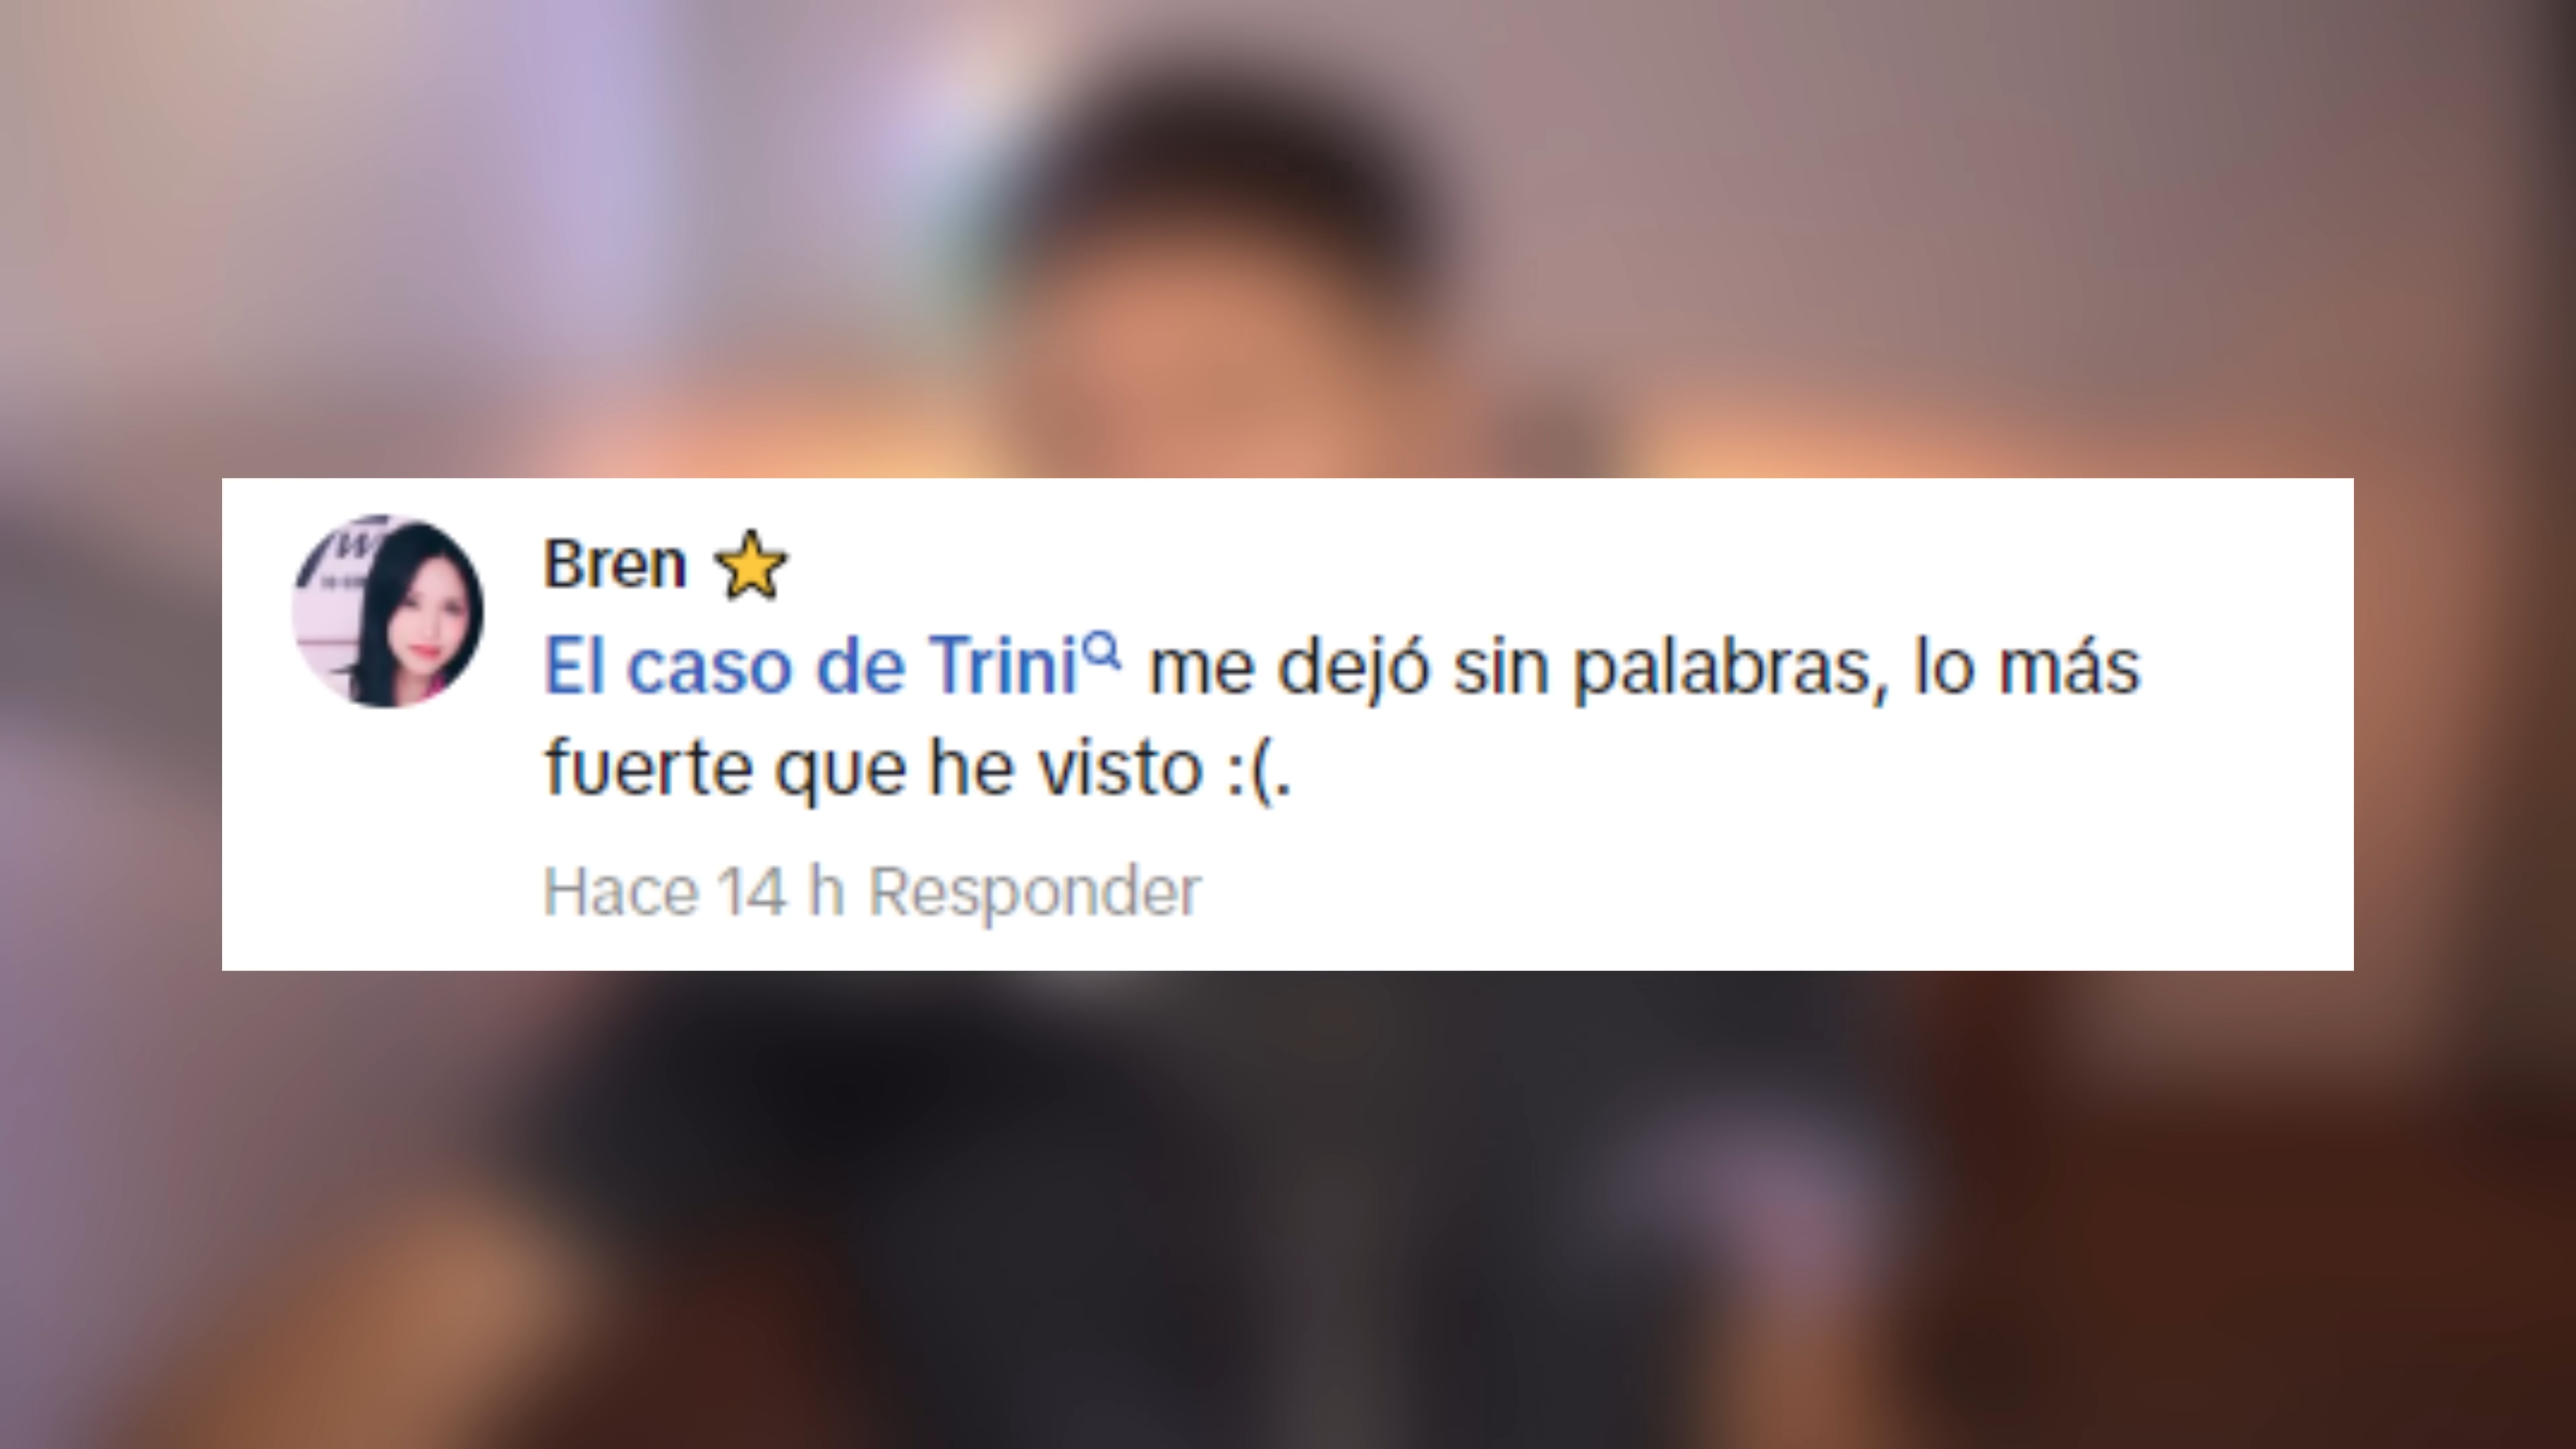 Bren ⭐
El caso de Trini me dejó sin palabras, lo más
fuerte que he visto :(.
Hace 14 h Responder